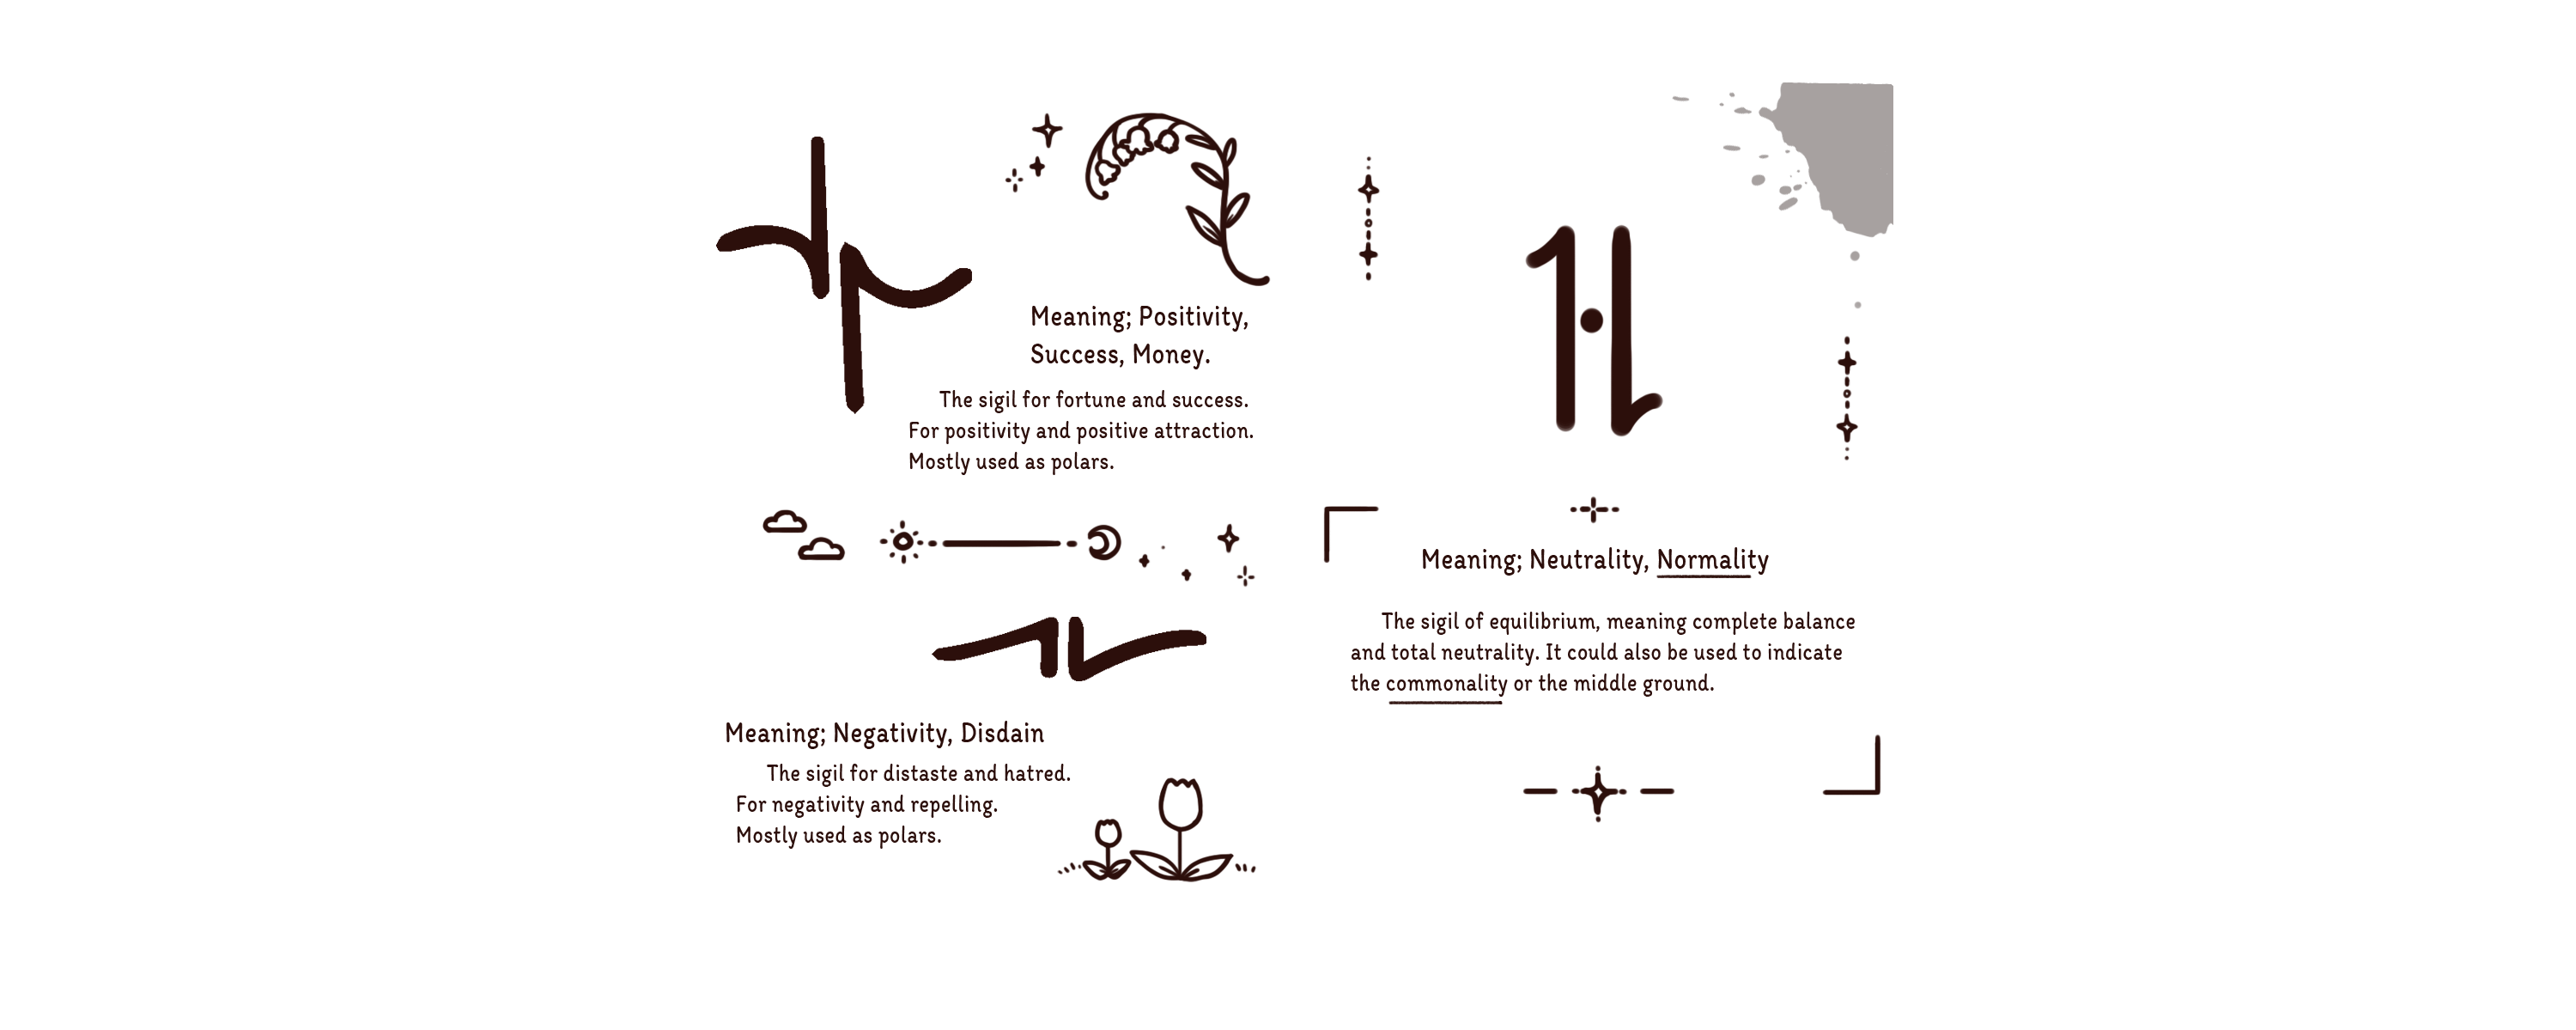 Meaning; Positivity,
Success, Money.
The sigil for fortune and success.
For positivity and positive attraction.
Mostly used as polars.
Meaning; Negativity, Disdain
The sigil for distaste and hatred.
For negativity and repelling.
Mostly used as polars.
Meaning; Neutrality, Normality
The sigil of equilibrium, meaning complete balance
and total neutrality. It could also be used to indicate
the commonality or the middle ground.